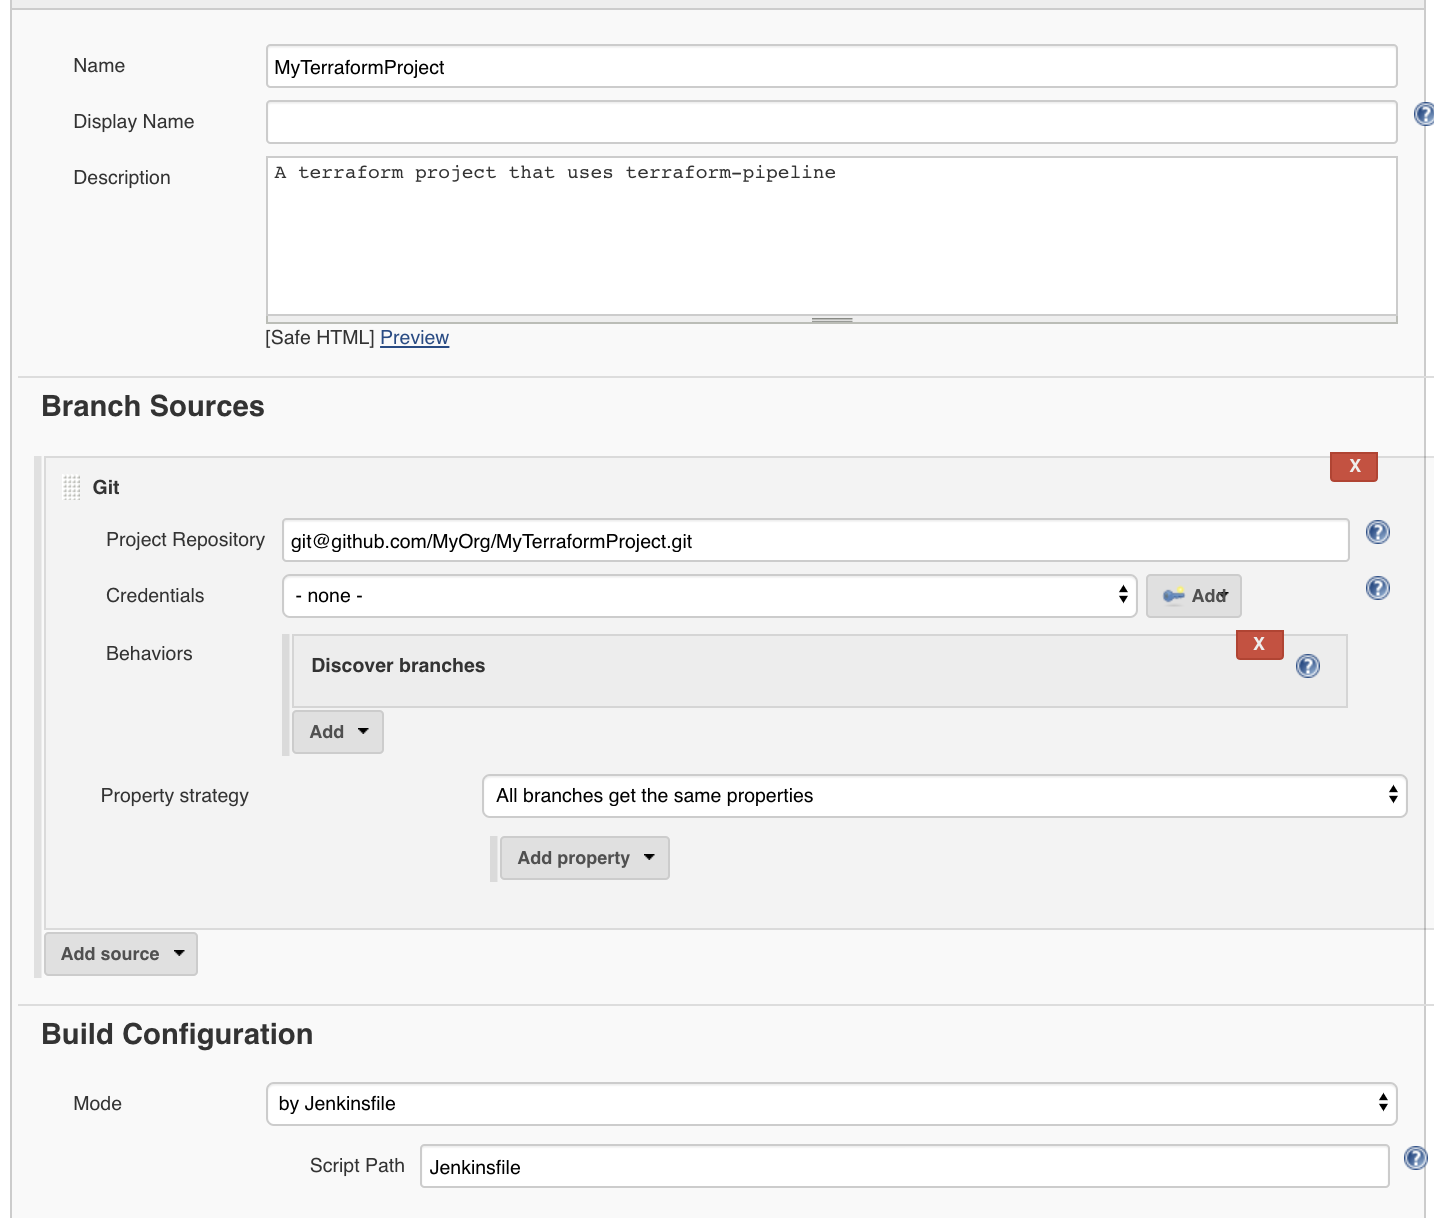 Name
MyTerraformProject
Display Name
?
Description
A terraform project that uses terraform-pipeline
[Safe HTML] Preview
Branch Sources
X
Git
Project Repository
git@github.com/MyOrg/MyTerraformProject.git
?
Credentials
- none -
Add
?
Behaviors
X
Discover branches
?
Add
Property strategy
All branches get the same properties
Add property
Add source
Build Configuration
Mode
by Jenkinsfile
Script Path
Jenkinsfile
?